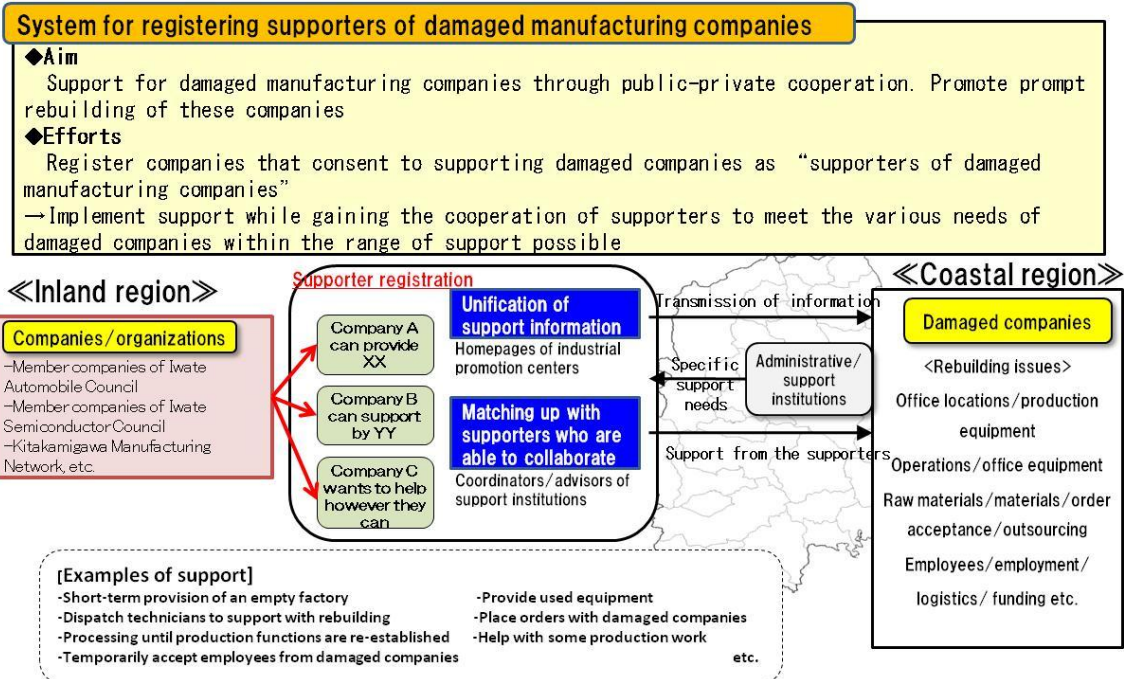 System for registering supporters of damaged manufacturing companies
◆Aim
Support for damaged manufacturing companies through public-private cooperation. Promote prompt
rebuilding of these companies
◆Efforts
Register companies that consent to supporting damaged companies as “supporters of damaged
manufacturing companies”
→Implement support while gaining the cooperation of supporters to meet the various needs of
damaged companies within the range of support possible
≪Inland region≫
Companies/organizations
-Member companies of Iwate
Automobile Council
-Member companies of Iwate
Semiconductor Council
-Kitakamigawa Manufacturing
Network, etc.
Supporter registration
Company A
can provide
XX
Company B
can support
by YY
Company C
wants to help
however they
can
Unification of
support information
Homepages of industrial
promotion centers
Matching up with
supporters who are
able to collaborate
Coordinators/advisors of
support institutions
Transmission of information
Specific
support
needs
Administrative/
support
institutions
Support from the supporters
≪Coastal region≫
Damaged companies
<Rebuilding issues>
Office locations/production
equipment
Operations/office equipment
Raw materials/materials/order
acceptance/outsourcing
Employees/employment/
logistics/ funding etc.
[Examples of support]
-Short-term provision of an empty factory
-Dispatch technicians to support with rebuilding
-Processing until production functions are re-established
-Temporarily accept employees from damaged companies
-Provide used equipment
-Place orders with damaged companies
-Help with some production work
etc.